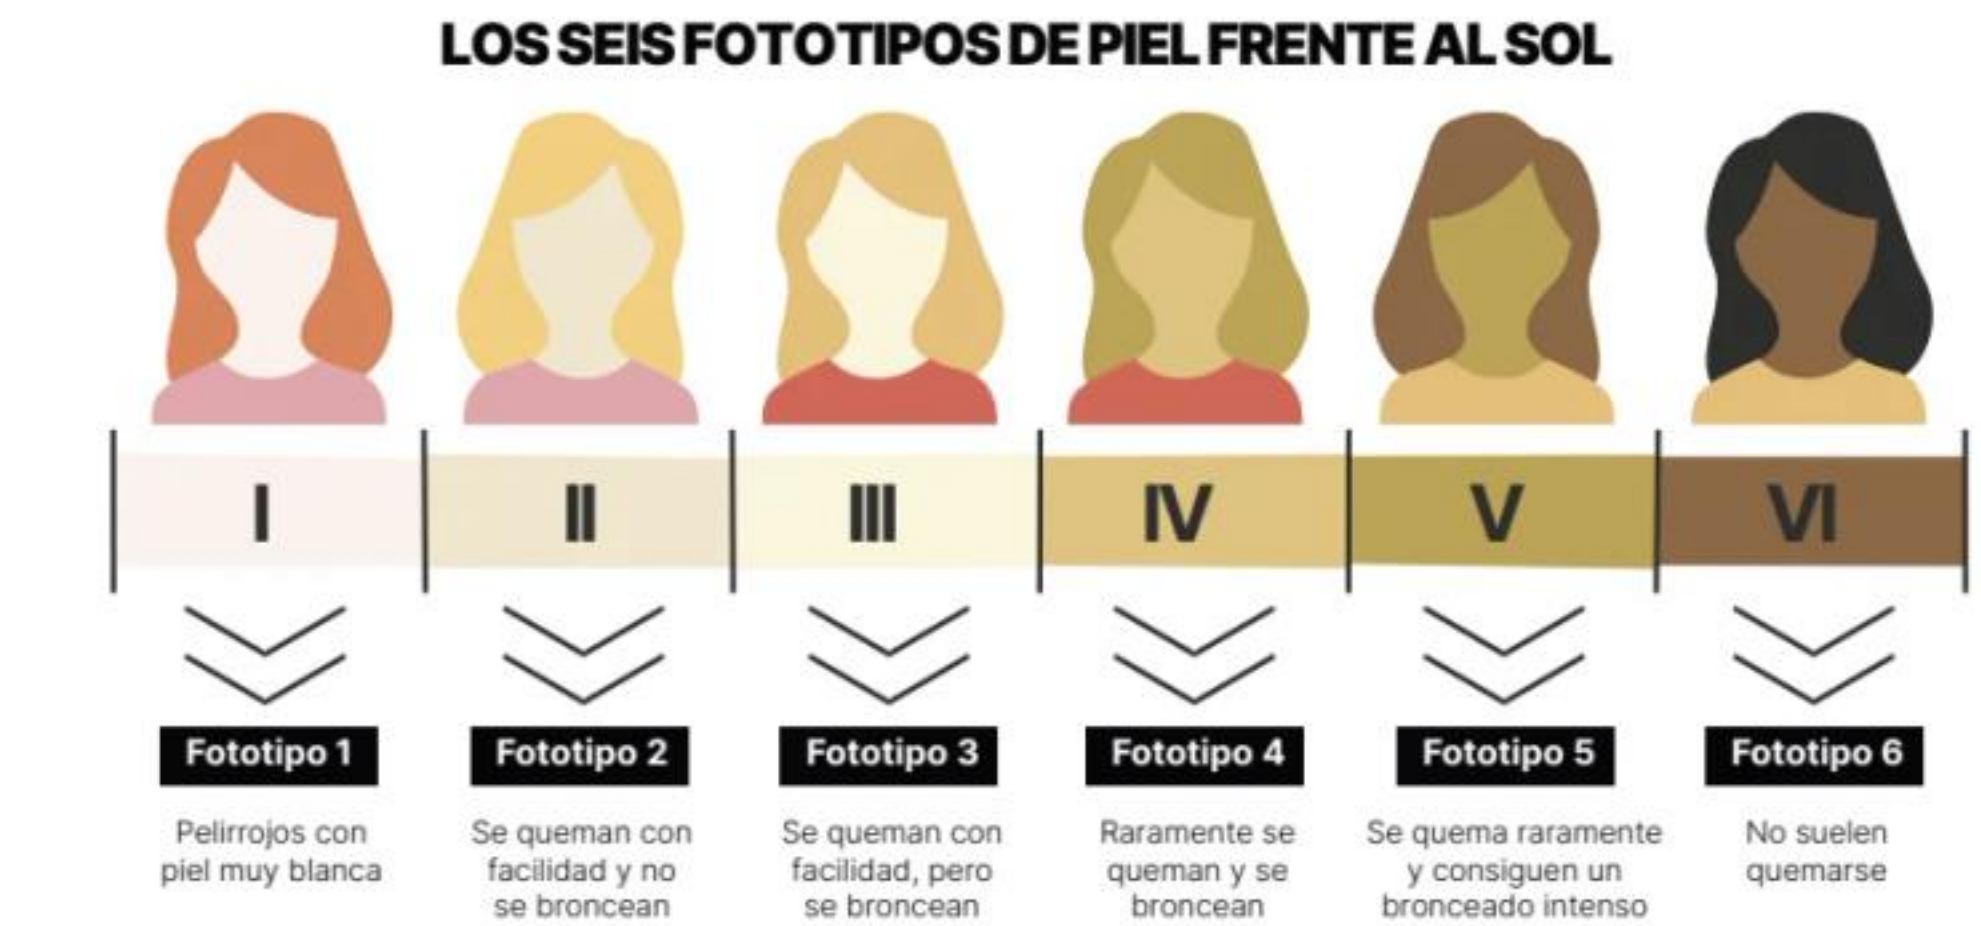 LOS SEIS FOTOTIPOS DE PIEL FRENTE AL SOL
I
II
III
IV
V
VI
Fototipo 1
Pelirrojos con
piel muy blanca
Fototipo 2
Se queman con
facilidad y no
se broncean
Fototipo 3
Se queman con
facilidad, pero
se broncean
Fototipo 4
Raramente se
queman y se
broncean
Fototipo 5
Se quema raramente
y consiguen un
bronceado intenso
Fototipo 6
No suelen
quemarse